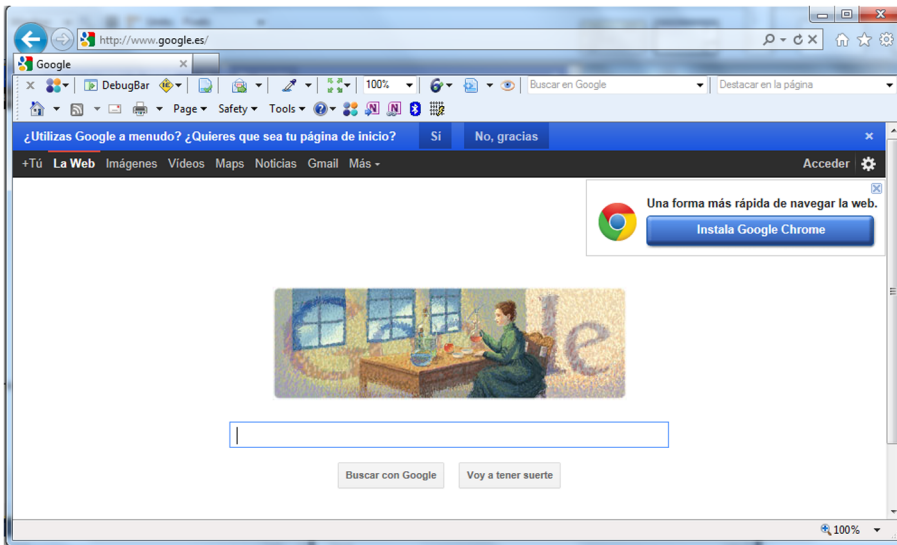 http://www.google.es/
Google
DebugBar 100% Buscar en Google Destacar en la página
Page Safety Tools
¿Utilizas Google a menudo? ¿Quieres que sea tu página de inicio? Sí No, gracias
+Tú La Web Imágenes Vídeos Maps Noticias Gmail Más Acceder
Una forma más rápida de navegar la web.
Instala Google Chrome
Google
Buscar con Google Voy a tener suerte
100%